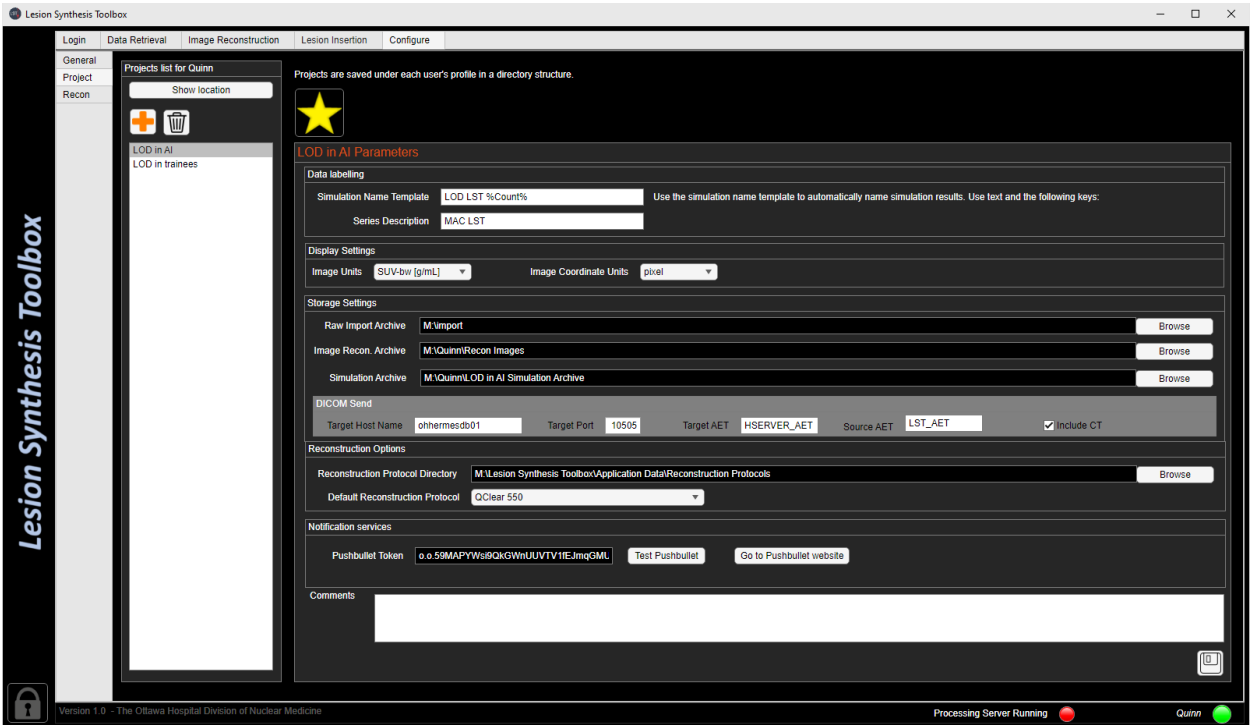 Lesion Synthesis Toolbox
Login Data Retrieval Image Reconstruction Lesion Insertion Configure
General
Project
Recon
Lesion Synthesis Toolbox
Projects list for Quinn
Show location
LOD in AI
LOD in trainees
Projects are saved under each user's profile in a directory structure.
LOD in AI Parameters
Data labelling
Simulation Name Template LOD LST %Count% Use the simulation name template to automatically name simulation results. Use text and the following keys:
Series Description MAC LST
Display Settings
Image Units SUV-bw [g/mL] Image Coordinate Units pixel
Storage Settings
Raw Import Archive M:\import Browse
Image Recon. Archive M:\Quinn\Recon Images Browse
Simulation Archive M:\Quinn\LOD in AI Simulation Archive Browse
DICOM Send
Target Host Name ohhermesdb01 Target Port 10505 Target AET HSERVER_AET Source AET LST_AET Include CT
Reconstruction Options
Reconstruction Protocol Directory M:\Lesion Synthesis Toolbox\Application Data\Reconstruction Protocols Browse
Default Reconstruction Protocol QClear 550
Notification services
Pushbullet Token Test Pushbullet Go to Pushbullet website
Comments
Version 1.0 - The Ottawa Hospital Division of Nuclear Medicine
Processing Server Running Quinn